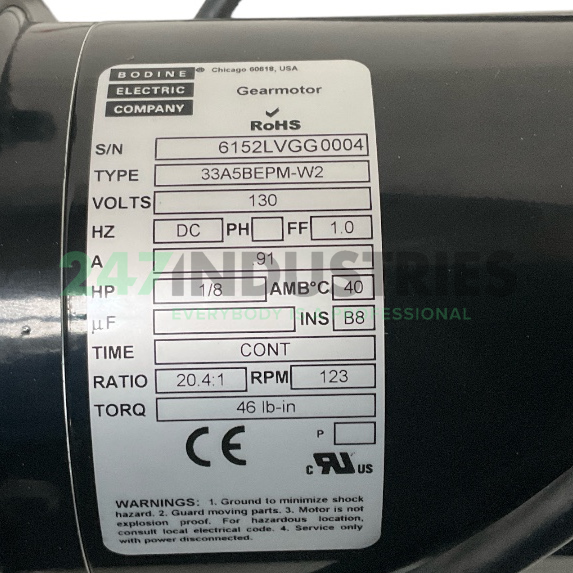 BODINE ® Chicago 60618, USA
ELECTRIC Gearmotor
COMPANY
RoHS
S/N 6152LVGG0004
TYPE 33A5BEPM-W2
VOLTS 130
HZ DC PH FF 1.0
A .91
247INDUSTRIES
HP 1/8 AMB°C 40
EVERYBODY IS A PROFESSIONAL
µF INS B8
TIME CONT
RATIO 20.4:1 RPM 123
TORQ 46 lb-in
CE P
c RU US
WARNINGS: 1. Ground to minimize shock
hazard. 2. Guard moving parts. 3. Motor is not
explosion proof. For hazardous location,
consult local electrical code. 4. Service only
with power disconnected.